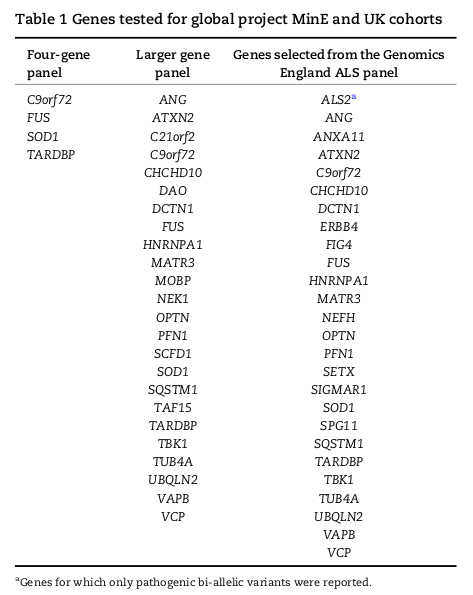 Table 1 Genes tested for global project MinE and UK cohorts
Four-gene panel Larger gene panel Genes selected from the Genomics England ALS panel
C9orf72 ANG ALS2a
FUS ATXN2 ANG
SOD1 C21orf2 ANXA11
TARDBP C9orf72 ATXN2
CHCHD10 C9orf72
DAO CHCHD10
DCTN1 DCTN1
FUS ERBB4
HNRNPA1 FIG4
MATR3 FUS
MOBP HNRNPA1
NEK1 MATR3
OPTN NEFH
PFN1 OPTN
SCFD1 PFN1
SOD1 SETX
SQSTM1 SIGMAR1
TAF15 SOD1
TARDBP SPG11
TBK1 SQSTM1
TUB4A TARDBP
UBQLN2 TBK1
VAPB TUB4A
VCP UBQLN2
VAPB
VCP
aGenes for which only pathogenic bi-allelic variants were reported.